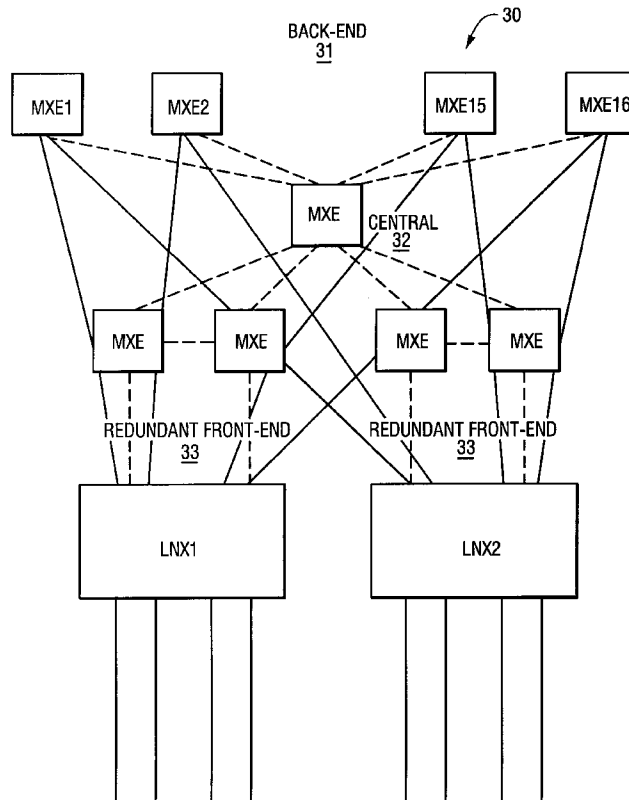 30
BACK-END
31
MXE1
MXE2
MXE15
MXE16
MXE
CENTRAL
32
MXE
MXE
MXE
MXE
REDUNDANT FRONT-END
33
REDUNDANT FRONT-END
33
LNX1
LNX2